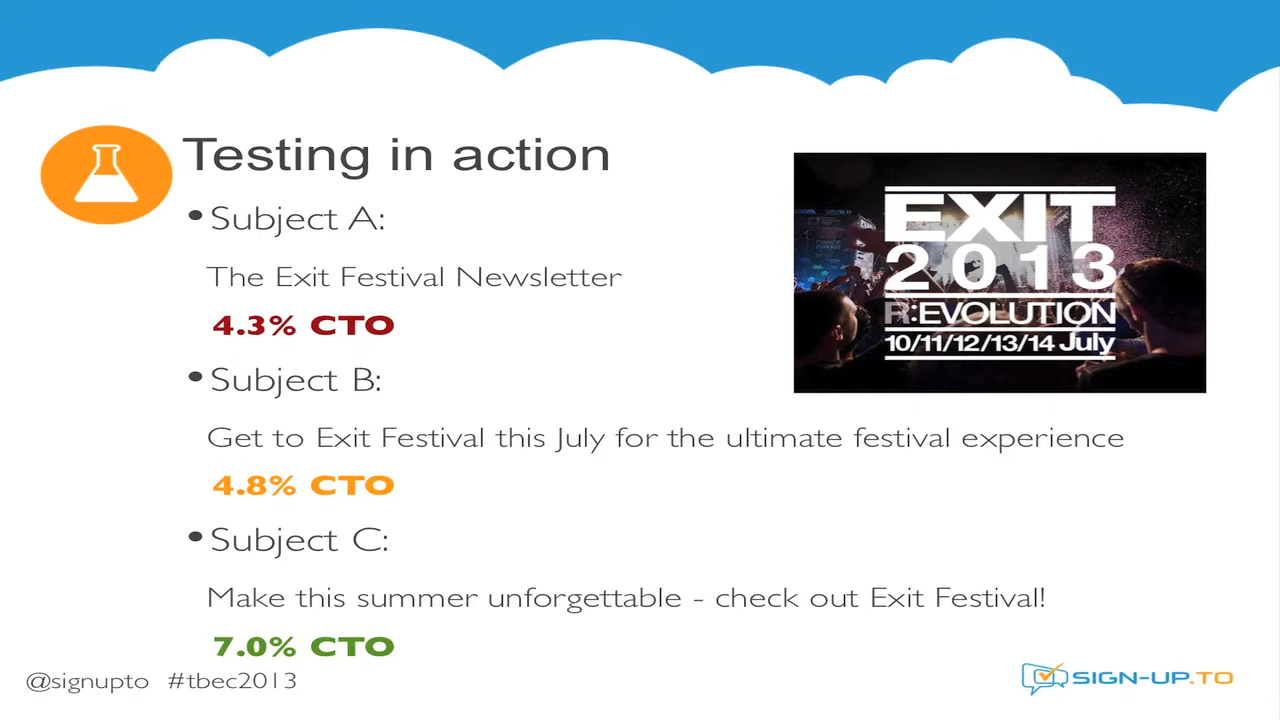 Testing in action
•Subject A:
The Exit Festival Newsletter
4.3% CTO
•Subject B:
Get to Exit Festival this July for the ultimate festival experience
4.8% CTO
•Subject C:
Make this summer unforgettable - check out Exit Festival!
7.0% CTO
EXIT
2013
R:EVOLUTION
10/11/12/13/14 July
@signupto #tbec2013
SIGN-UP.TO